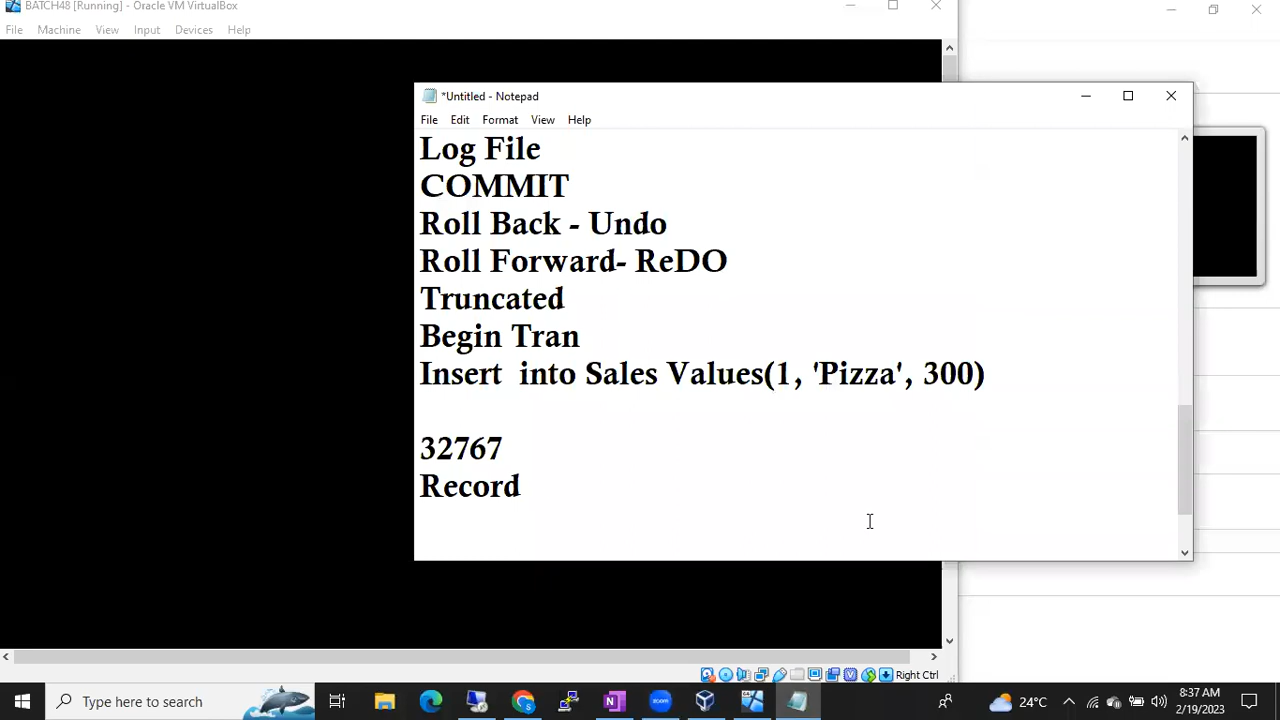 BATCH48 [Running] - Oracle VM VirtualBox
File Machine View Input Devices Help
*Untitled - Notepad
File Edit Format View Help
Log File
COMMIT
Roll Back - Undo
Roll Forward- ReDO
Truncated
Begin Tran
Insert  into Sales Values(1, 'Pizza', 300)
32767
Record
Right Ctrl
Type here to search
24°C
8:37 AM
2/19/2023